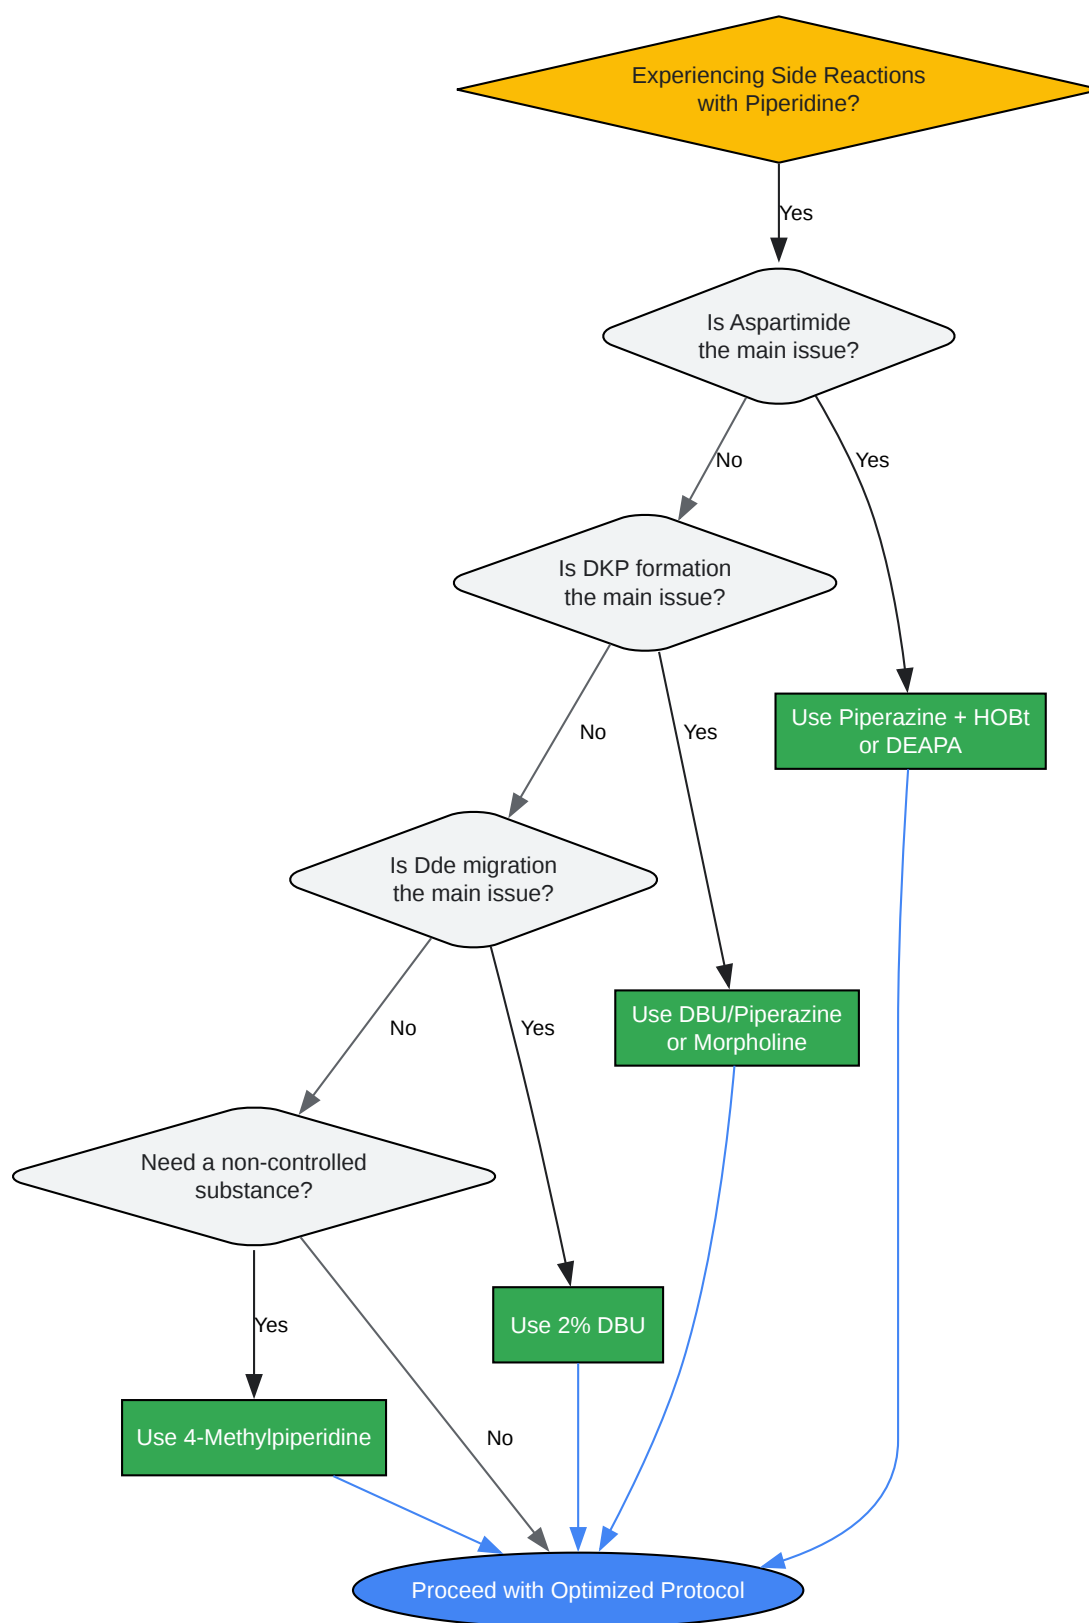 Experiencing Side Reactions
with Piperidine?
Yes
Is Aspartimide
the main issue?
No
Yes
Is DKP formation
the main issue?
No
Yes
Use Piperazine + HOBt
or DEAPA
Is Dde migration
the main issue?
No
Yes
Use DBU/Piperazine
or Morpholine
Need a non-controlled
substance?
Yes
Use 2% DBU
No
Use 4-Methylpiperidine
Proceed with Optimized Protocol